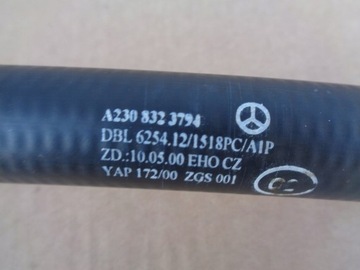 A230 832 3794
DBL 6254.12/1518PC/A1P
ZD.:10.05.00 EHO CZ
YAP 172/00 ZGS 001